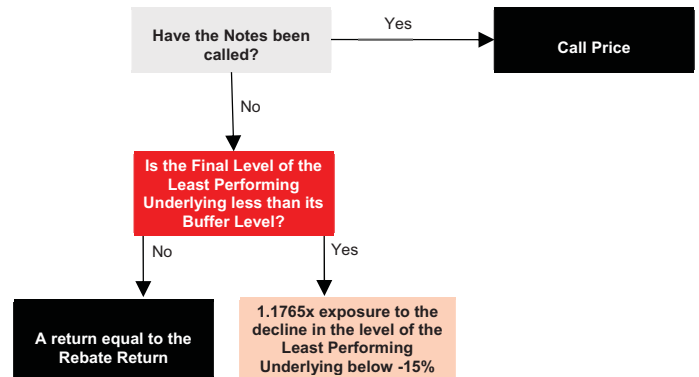 Have the Notes been
called?
Yes
Call Price
No
Is the Final Level of the
Least Performing
Underlying less than its
Buffer Level?
No
Yes
A return equal to the
Rebate Return
1.1765x exposure to the
decline in the level of the
Least Performing
Underlying below -15%